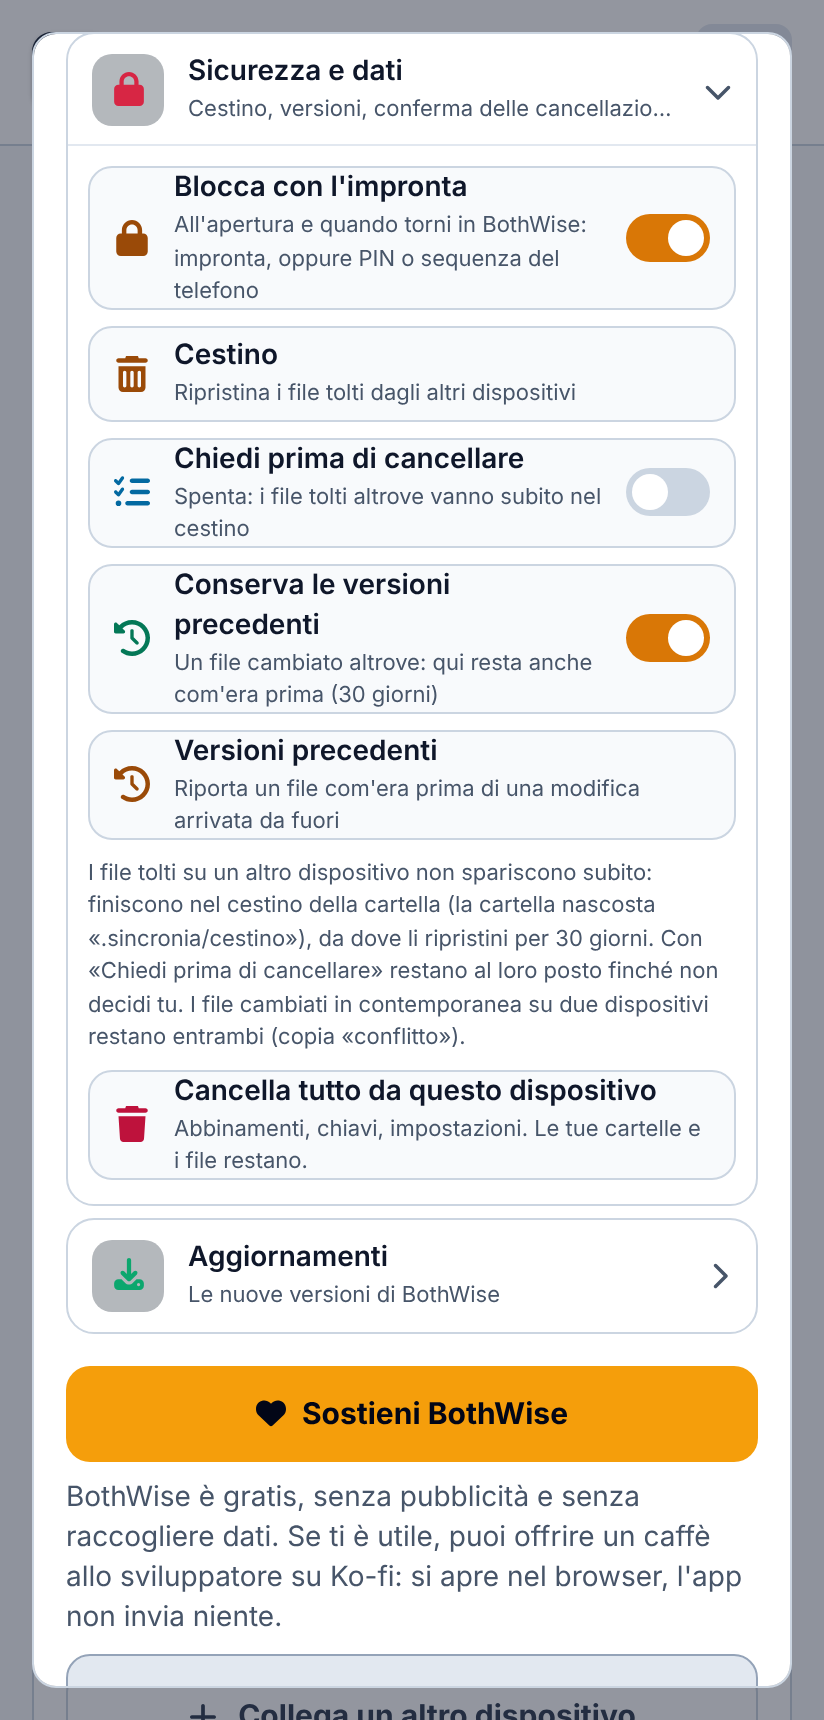 Sicurezza e dati
Cestino, versioni, conferma delle cancellazio...
Blocca con l'impronta
All'apertura e quando torni in BothWise:
impronta, oppure PIN o sequenza del
telefono
Cestino
Ripristina i file tolti dagli altri dispositivi
Chiedi prima di cancellare
Spenta: i file tolti altrove vanno subito nel
cestino
Conserva le versioni
precedenti
Un file cambiato altrove: qui resta anche
com'era prima (30 giorni)
Versioni precedenti
Riporta un file com'era prima di una modifica
arrivata da fuori
I file tolti su un altro dispositivo non spariscono subito:
finiscono nel cestino della cartella (la cartella nascosta
«.sincronia/cestino»), da dove li ripristini per 30 giorni. Con
«Chiedi prima di cancellare» restano al loro posto finché non
decidi tu. I file cambiati in contemporanea su due dispositivi
restano entrambi (copia «conflitto»).
Cancella tutto da questo dispositivo
Abbinamenti, chiavi, impostazioni. Le tue cartelle e
i file restano.
Aggiornamenti
Le nuove versioni di BothWise
Sostieni BothWise
BothWise è gratis, senza pubblicità e senza
raccogliere dati. Se ti è utile, puoi offrire un caffè
allo sviluppatore su Ko-fi: si apre nel browser, l'app
non invia niente.
Collega un altro dispositivo